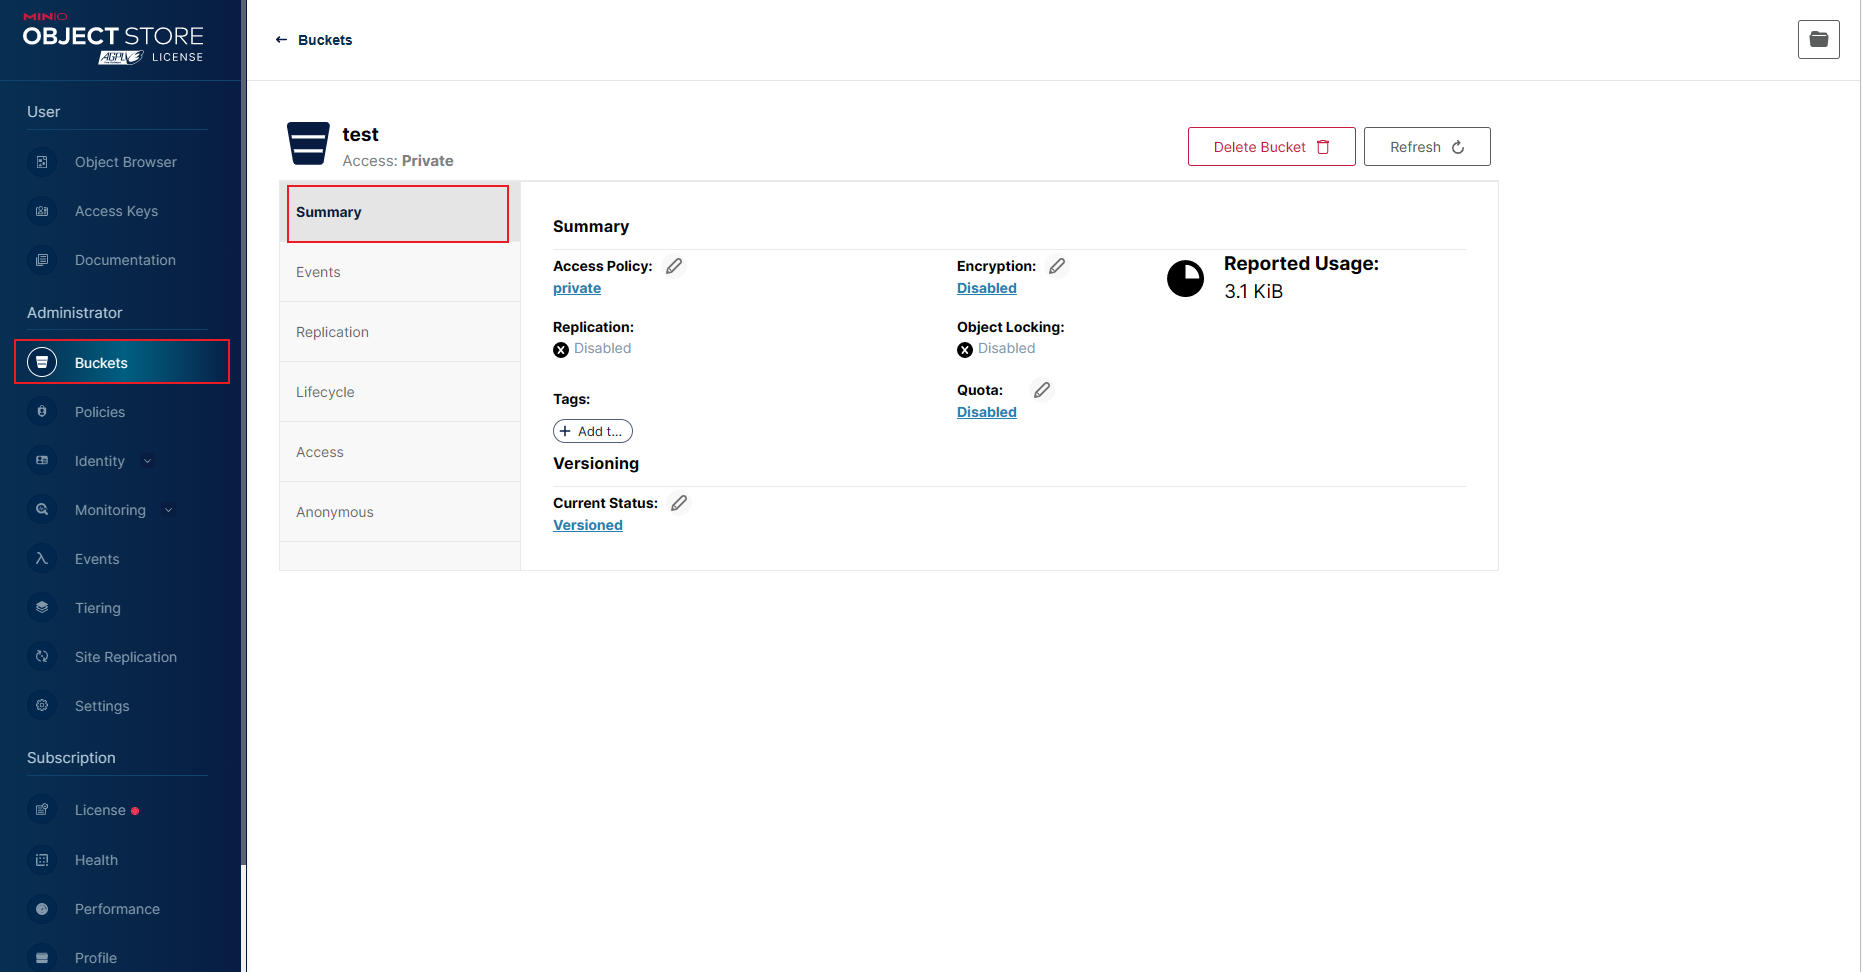 MINIO
OBJECT STORE
AGPL LICENSE
User
Object Browser
Access Keys
Documentation
Administrator
Buckets
Policies
Identity
Monitoring
Events
Tiering
Site Replication
Settings
Subscription
License
Health
Performance
Profile
← Buckets
test
Access: Private
Delete Bucket
Refresh
Summary
Events
Replication
Lifecycle
Access
Anonymous
Summary
Access Policy:
private
Encryption:
Disabled
Reported Usage:
3.1 KiB
Replication:
Disabled
Object Locking:
Disabled
Tags:
+ Add t...
Quota:
Disabled
Versioning
Current Status:
Versioned